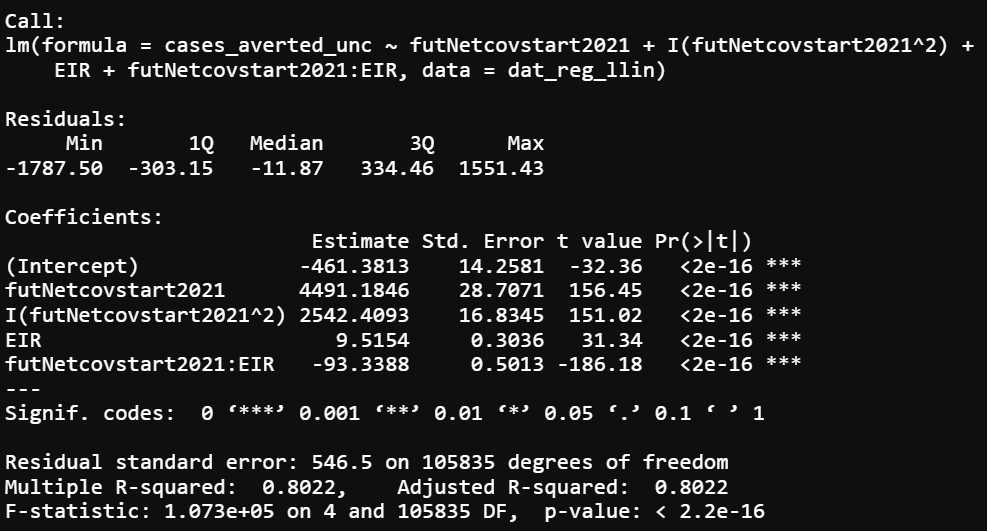 Call:
lm(formula = cases_averted_unc ~ futNetcovstart2021 + I(futNetcovstart2021^2) +
    EIR + futNetcovstart2021:EIR, data = dat_reg_llin)

Residuals:
     Min       1Q   Median       3Q      Max
-1787.50  -303.15   -11.87   334.46  1551.43

Coefficients:
                         Estimate Std. Error t value Pr(>|t|)
(Intercept)             -461.3813    14.2581  -32.36   <2e-16 ***
futNetcovstart2021      4491.1846    28.7071  156.45   <2e-16 ***
I(futNetcovstart2021^2) 2542.4093    16.8345  151.02   <2e-16 ***
EIR                        9.5154     0.3036   31.34   <2e-16 ***
futNetcovstart2021:EIR   -93.3388     0.5013 -186.18   <2e-16 ***
---
Signif. codes:  0 ‘***’ 0.001 ‘**’ 0.01 ‘*’ 0.05 ‘.’ 0.1 ‘ ’ 1

Residual standard error: 546.5 on 105835 degrees of freedom
Multiple R-squared:  0.8022,    Adjusted R-squared:  0.8022
F-statistic: 1.073e+05 on 4 and 105835 DF,  p-value: < 2.2e-16